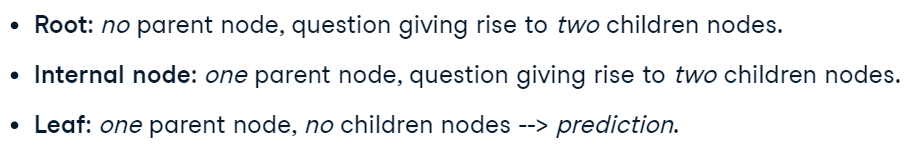 • Root: no parent node, question giving rise to two children nodes.
• Internal node: one parent node, question giving rise to two children nodes.
• Leaf: one parent node, no children nodes --> prediction.